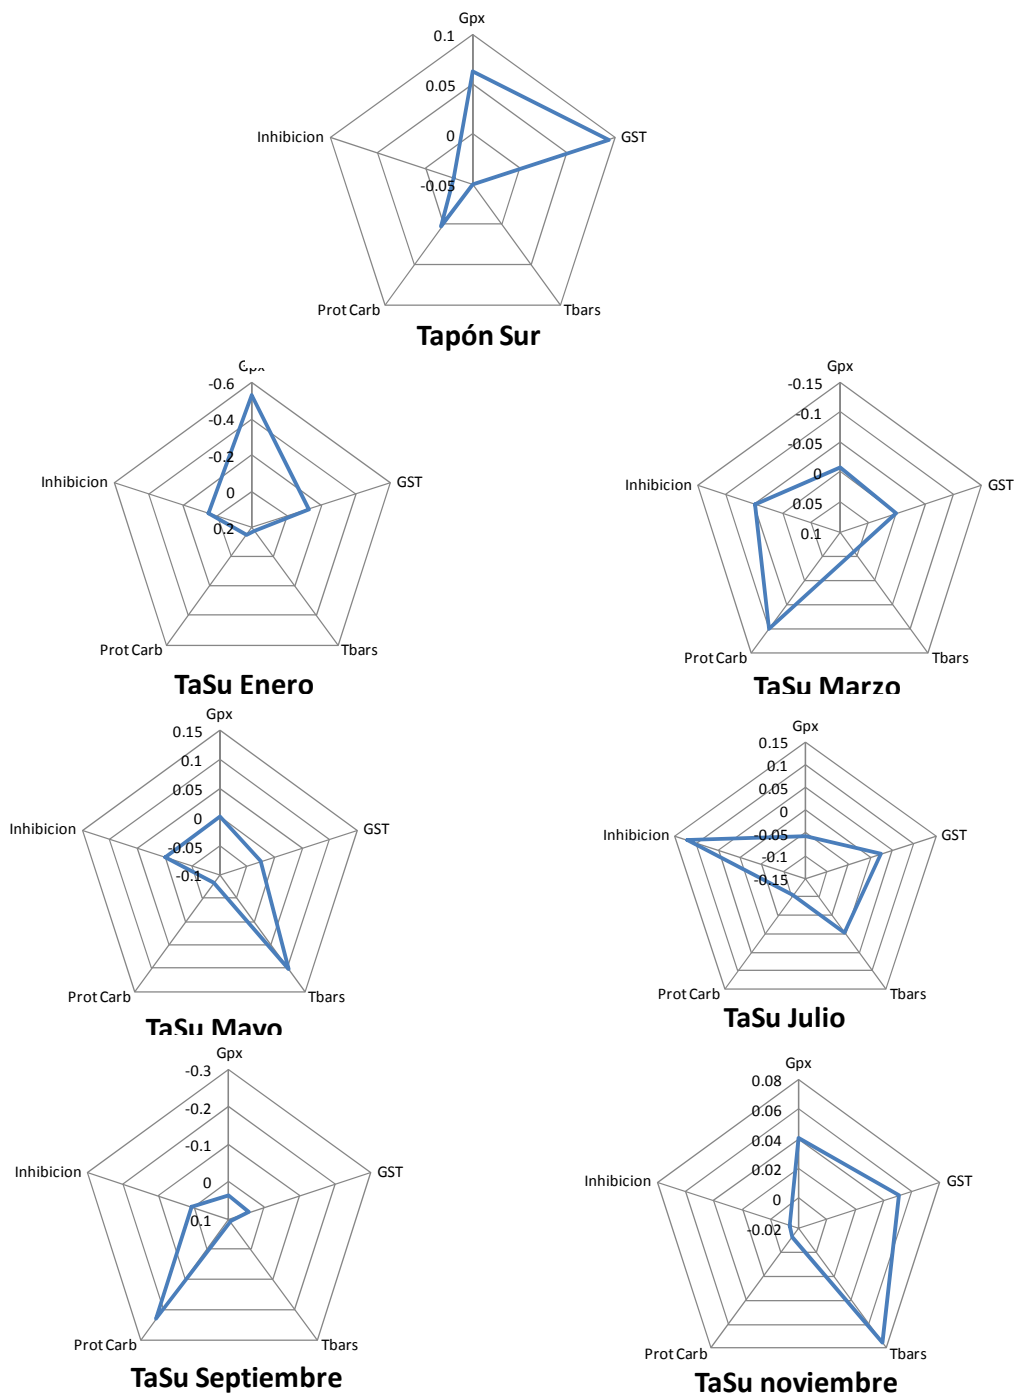 Gpx
0.1
0.05
0
-0.05
GST
Inhibicion
Prot Carb
Tbars
Tapón Sur
Gpx
-0.6
-0.4
-0.2
0
0.2
GST
Inhibicion
Prot Carb
Tbars
TaSu Enero
Gpx
-0.15
-0.1
-0.05
0
0.05
0.1
GST
Inhibicion
Prot Carb
Tbars
TaSu Marzo
Gpx
0.15
0.1
0.05
0
-0.05
-0.1
GST
Inhibicion
Prot Carb
Tbars
TaSu Mayo
Gpx
0.15
0.1
0.05
0
-0.05
-0.1
-0.15
GST
Inhibicion
Prot Carb
Tbars
TaSu Julio
Gpx
-0.3
-0.2
-0.1
0
0.1
GST
Inhibicion
Prot Carb
Tbars
TaSu Septiembre
Gpx
0.08
0.06
0.04
0.02
0
-0.02
GST
Inhibicion
Prot Carb
Tbars
TaSu noviembre